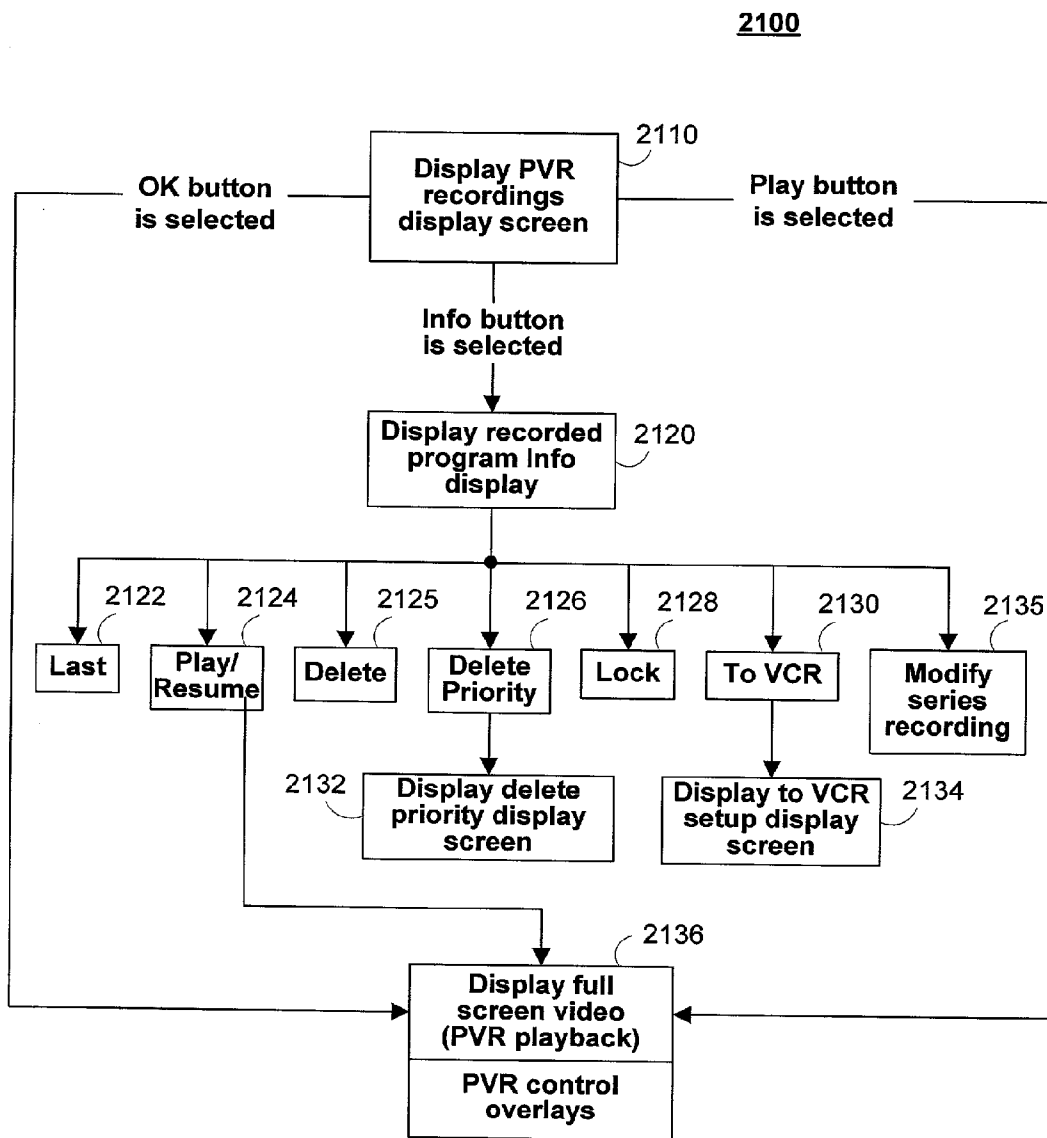 2100
2110
Display PVR
recordings
display screen
OK button
is selected
Play button
is selected
Info button
is selected
Display recorded
program Info
display
2120
2122
2124
2125
2126
2128
2130
2135
Last
Play/
Resume
Delete
Delete
Priority
Lock
To VCR
Modify
series
recording
2132
Display delete
priority display
screen
Display to VCR
setup display
screen
2134
2136
Display full
screen video
(PVR playback)
PVR control
overlays